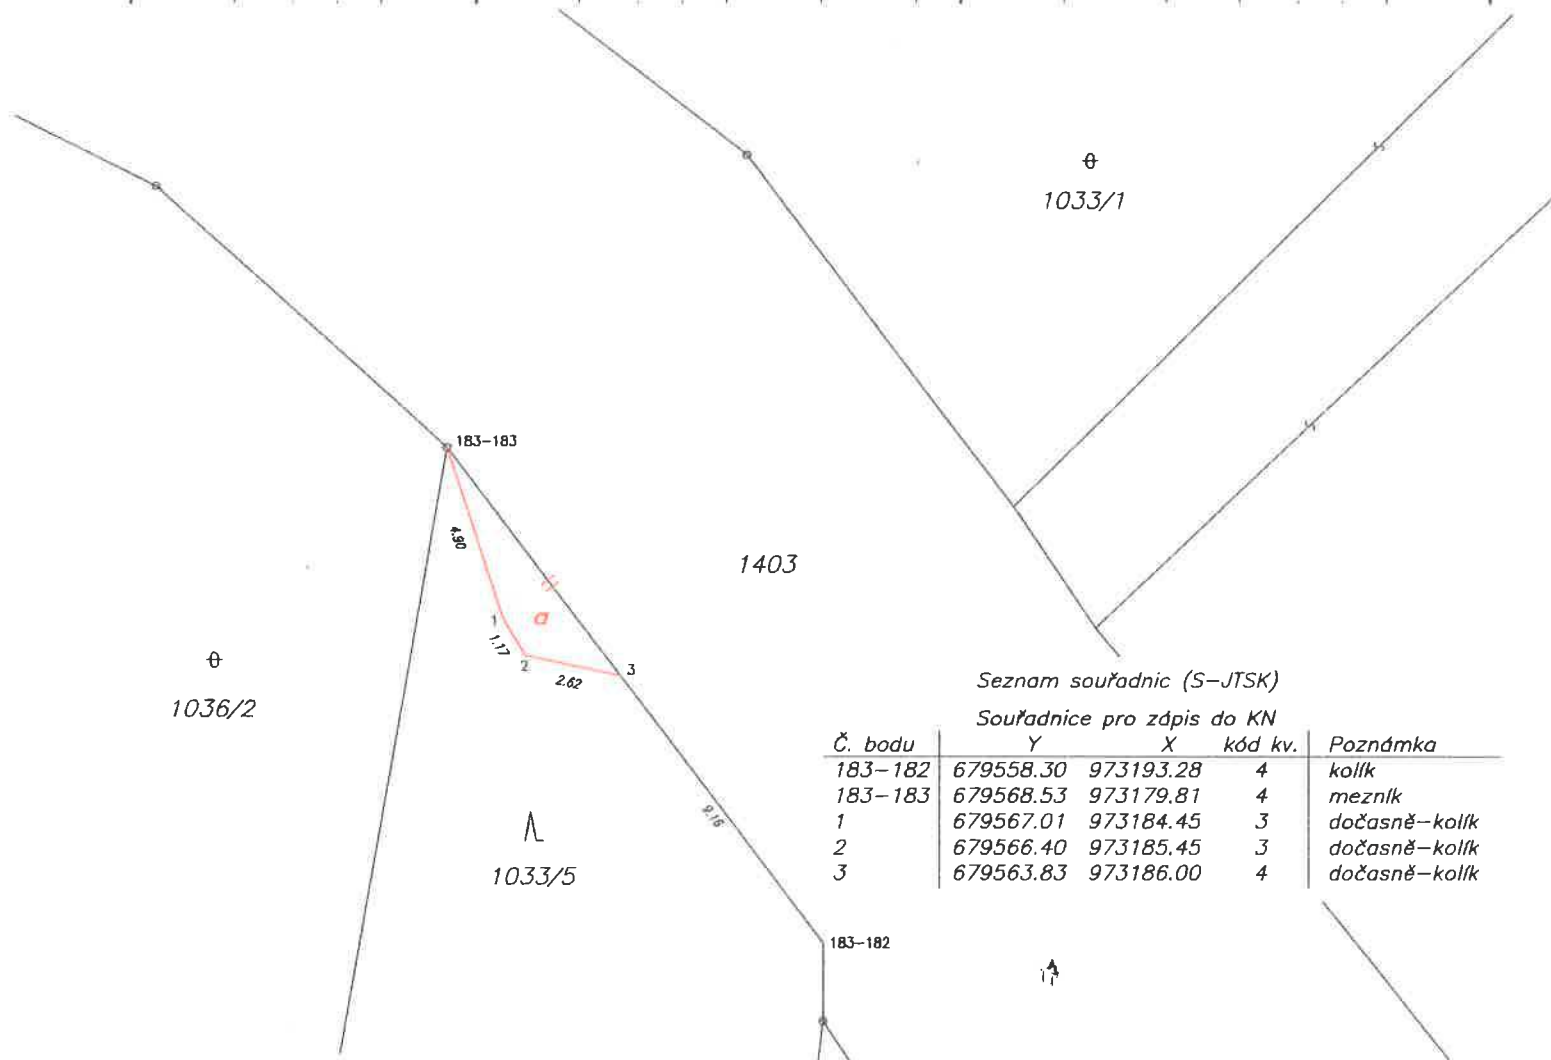 1033/1
183-183
4.90
1403
a
1
1.17
2
2.62
3
1036/2
1033/5
9.16
183-182
Seznam souřadnic (S-JTSK)
Souřadnice pro zápis do KN
Č. bodu Y X kód kv. Poznámka
183-182 679558.30 973193.28 4 kolík
183-183 679568.53 973179.81 4 mezník
1 679567.01 973184.45 3 dočasně-kolík
2 679566.40 973185.45 3 dočasně-kolík
3 679563.83 973186.00 4 dočasně-kolík